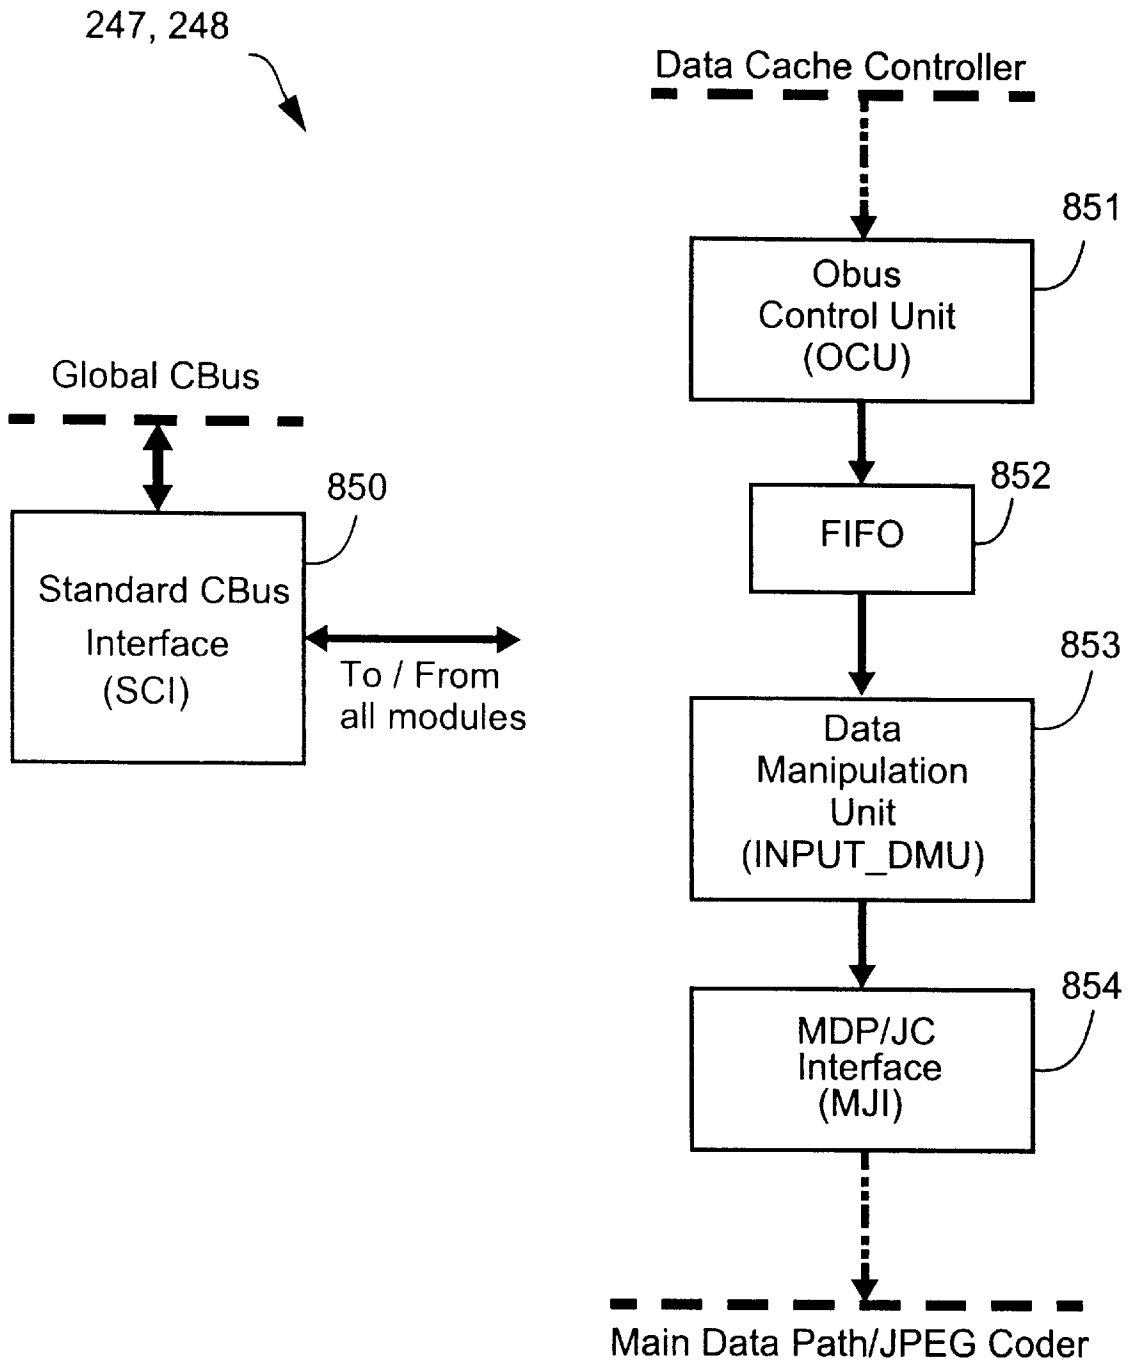 247, 248
Data Cache Controller
851
Obus
Control Unit
(OCU)
Global CBus
850
852
FIFO
Standard CBus
Interface
(SCI)
To / From
all modules
853
Data
Manipulation
Unit
(INPUT_DMU)
854
MDP/JC
Interface
(MJI)
Main Data Path/JPEG Coder